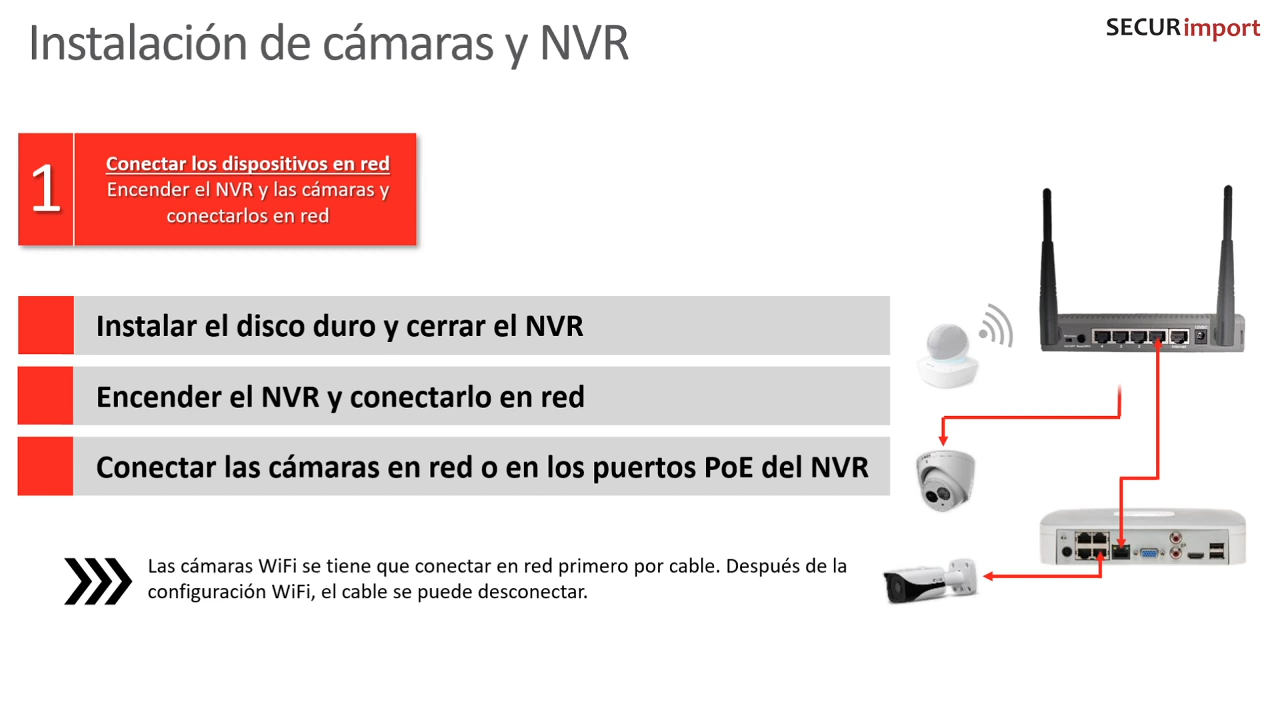 Instalación de cámaras y NVR
SECURimport
1
Conectar los dispositivos en red
Encender el NVR y las cámaras y
conectarlos en red
Instalar el disco duro y cerrar el NVR
Encender el NVR y conectarlo en red
Conectar las cámaras en red o en los puertos PoE del NVR
Las cámaras WiFi se tiene que conectar en red primero por cable. Después de la
configuración WiFi, el cable se puede desconectar.